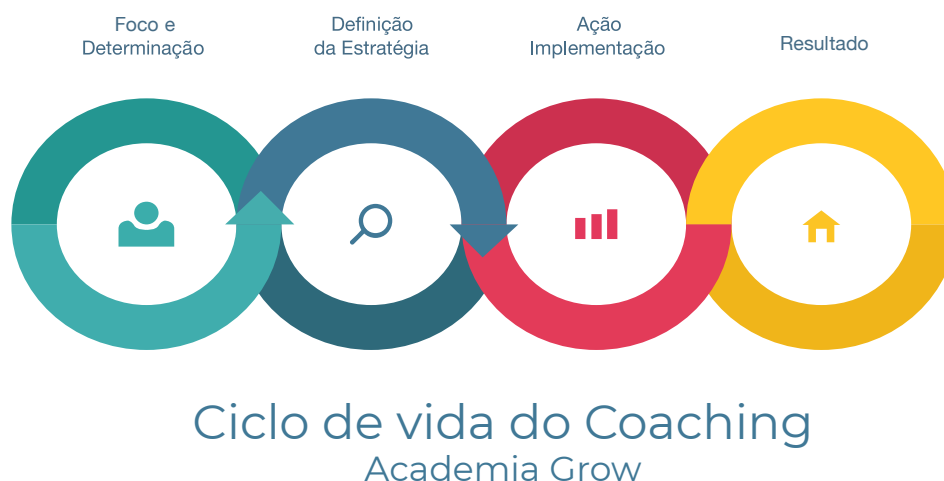 Foco e
Determinação
Definição
da Estratégia
Ação
Implementação
Resultado
Ciclo de vida do Coaching
Academia Grow